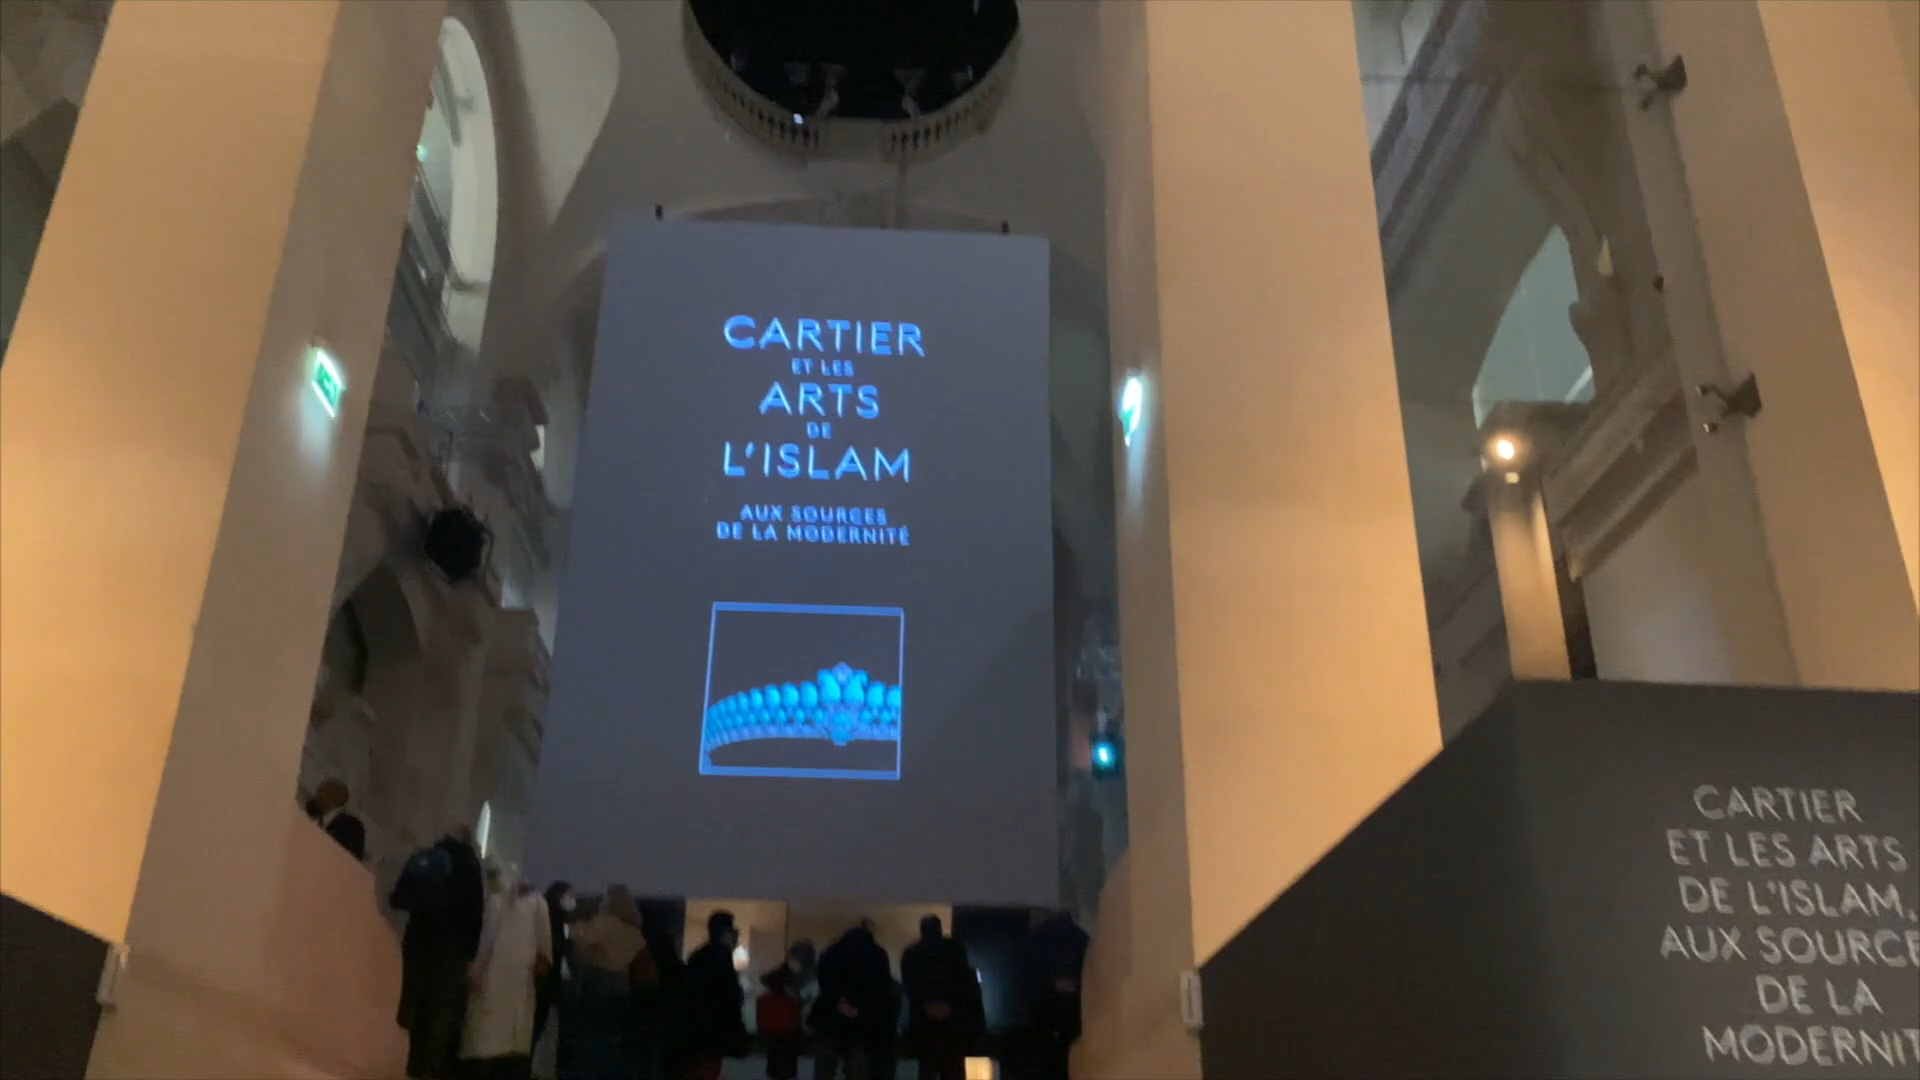 CARTIER
ET LES
ARTS
DE
L'ISLAM
AUX SOURCES
DE LA MODERNITÉ
CARTIER
ET LES ARTS
DE L'ISLAM.
AUX SOURCE
DE LA
MODERNIT